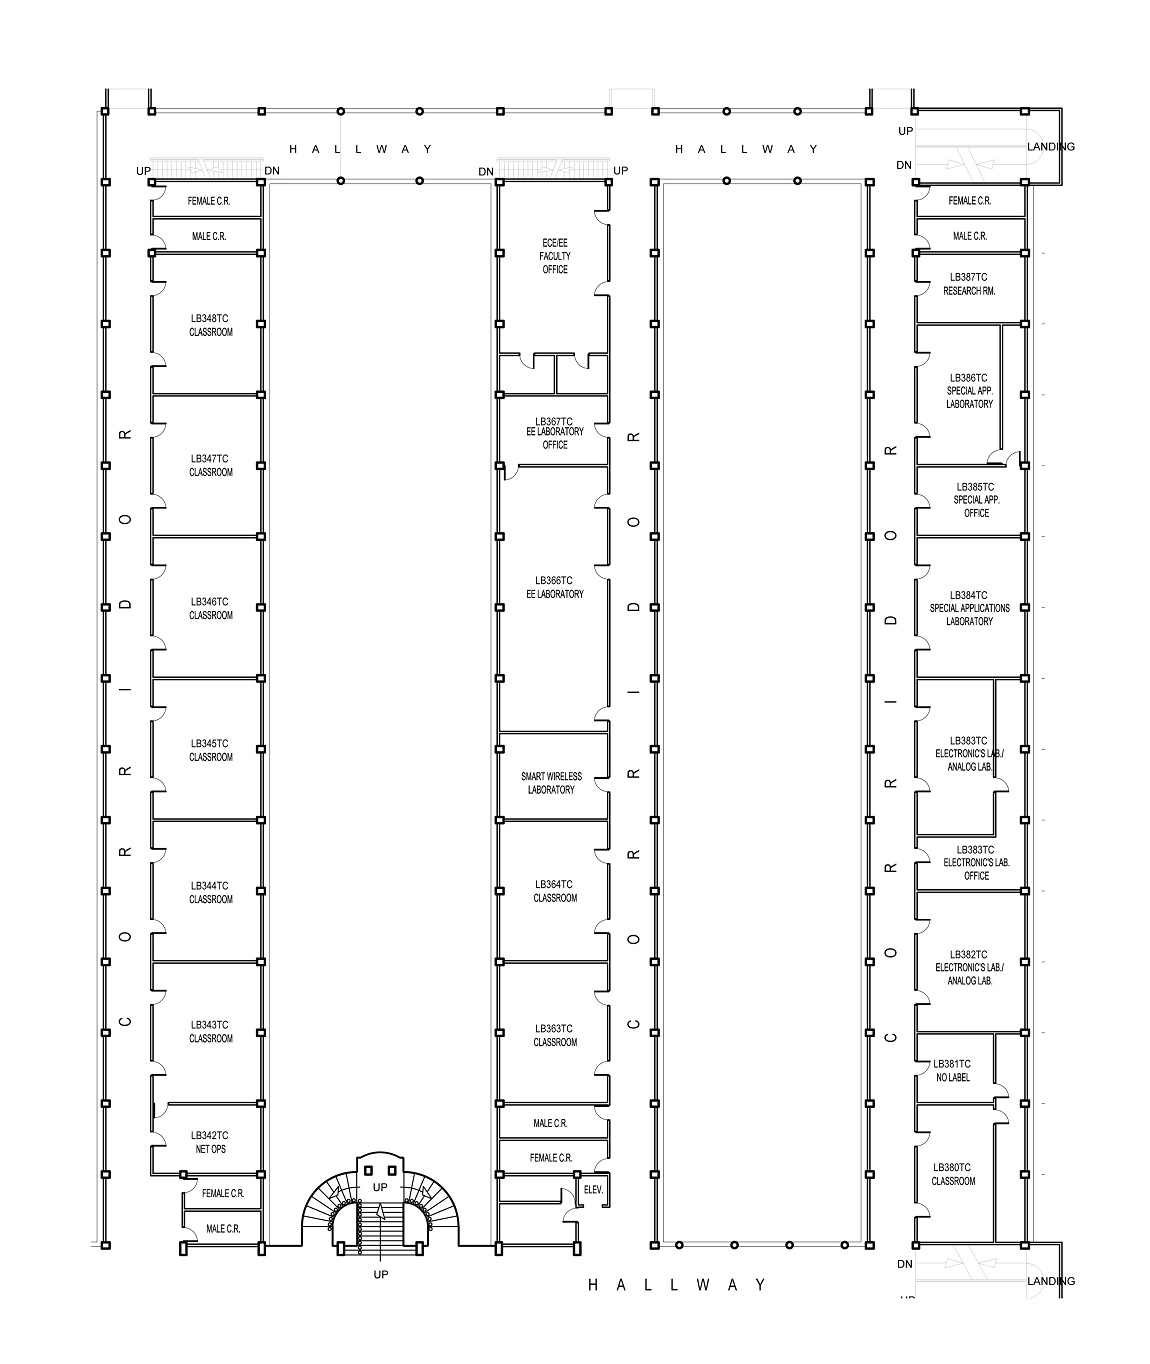 HALLWAY
HALLWAY
UP
LANDING
DN
UP
DN
DN
UP
FEMALE C.R.
MALE C.R.
LB348TC
CLASSROOM
LB347TC
CLASSROOM
LB346TC
CLASSROOM
LB345TC
CLASSROOM
LB344TC
CLASSROOM
LB343TC
CLASSROOM
LB342TC
NET OPS
FEMALE C.R.
MALE C.R.
CORRIDOR
ECE/EE
FACULTY
OFFICE
LB367TC
EE LABORATORY
OFFICE
LB366TC
EE LABORATORY
SMART WIRELESS
LABORATORY
LB364TC
CLASSROOM
LB363TC
CLASSROOM
MALE C.R.
FEMALE C.R.
ELEV.
CORRIDOR
UP
UP
FEMALE C.R.
MALE C.R.
LB387TC
RESEARCH RM.
LB386TC
SPECIAL APP.
LABORATORY
LB385TC
SPECIAL APP.
OFFICE
LB384TC
SPECIAL APPLICATIONS
LABORATORY
LB383TC
ELECTRONIC'S LAB./
ANALOG LAB.
LB383TC
ELECTRONIC'S LAB.
OFFICE
LB382TC
ELECTRONIC'S LAB./
ANALOG LAB.
LB381TC
NO LABEL
LB380TC
CLASSROOM
CORRIDOR
DN
LANDING
HALLWAY